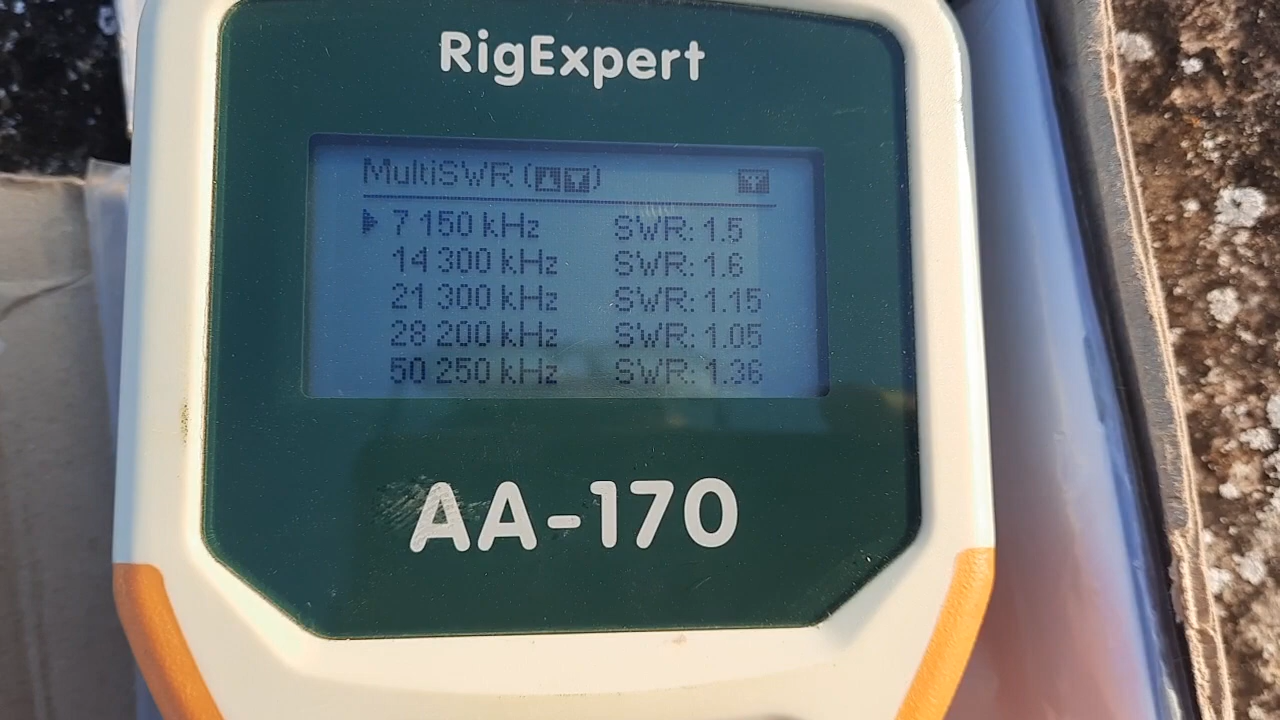 RigExpert
MultiSWR (▲▼)
▶ 7 150 kHz SWR: 1.5
14 300 kHz SWR: 1.6
21 300 kHz SWR: 1.15
28 200 kHz SWR: 1.05
50 250 kHz SWR: 1.36
AA-170